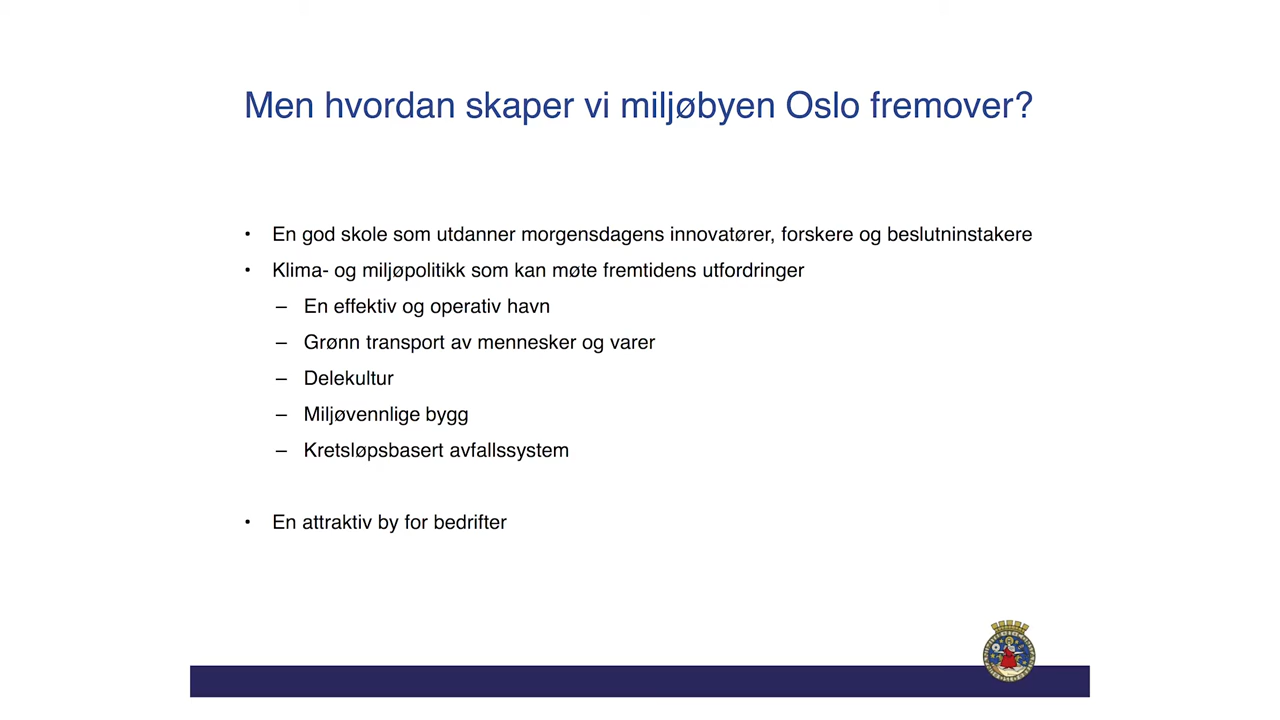 Men hvordan skaper vi miljøbyen Oslo fremover?
• En god skole som utdanner morgensdagens innovatører, forskere og beslutninstakere
• Klima- og miljøpolitikk som kan møte fremtidens utfordringer
– En effektiv og operativ havn
– Grønn transport av mennesker og varer
– Delekultur
– Miljøvennlige bygg
– Kretsløpsbasert avfallssystem
• En attraktiv by for bedrifter